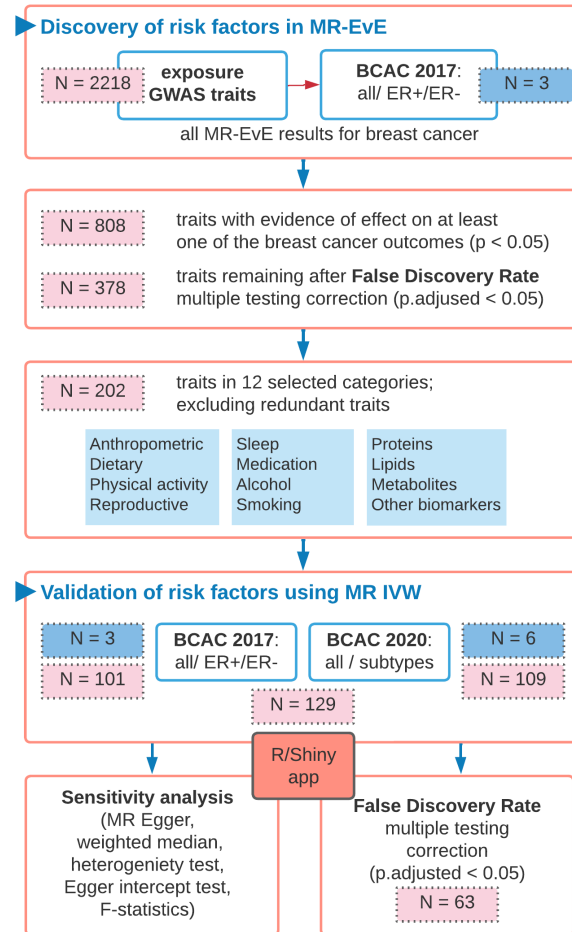 Discovery of risk factors in MR-EvE
N = 2218
exposure
GWAS traits
BCAC 2017:
all/ ER+/ER-
N = 3
all MR-EvE results for breast cancer
N = 808
traits with evidence of effect on at least
one of the breast cancer outcomes (p < 0.05)
N = 378
traits remaining after False Discovery Rate
multiple testing correction (p.adjused < 0.05)
N = 202
traits in 12 selected categories;
excluding redundant traits
Anthropometric
Dietary
Physical activity
Reproductive
Sleep
Medication
Alcohol
Smoking
Proteins
Lipids
Metabolites
Other biomarkers
Validation of risk factors using MR IVW
N = 3
N = 101
BCAC 2017:
all/ ER+/ER-
BCAC 2020:
all / subtypes
N = 6
N = 109
N = 129
R/Shiny
app
Sensitivity analysis
(MR Egger,
weighted median,
heterogeniety test,
Egger intercept test,
F-statistics)
False Discovery Rate
multiple testing
correction
(p.adjusted < 0.05)
N = 63